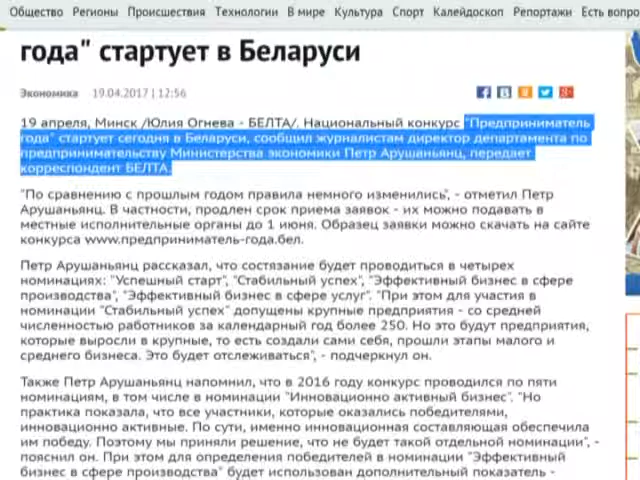 Общество Регионы Происшествия Технологии В мире Культура Спорт Калейдоскоп Репортажи Есть вопро
года" стартует в Беларуси
Экономика 19.04.2017 | 12:56
19 апреля, Минск /Юлия Огнева - БЕЛТА/. Национальный конкурс "Предприниматель
года" стартует сегодня в Беларуси, сообщил журналистам директор департамента по
предпринимательству Министерства экономики Петр Арушаньянц, передает
корреспондент БЕЛТА.
"По сравнению с прошлым годом правила немного изменились", - отметил Петр
Арушаньянц. В частности, продлен срок приема заявок - их можно подавать в
местные исполнительные органы до 1 июня. Образец заявки можно скачать на сайте
конкурса www.предприниматель-года.бел.
Петр Арушаньянц рассказал, что состязание будет проводиться в четырех
номинациях: "Успешный старт", "Стабильный успех", "Эффективный бизнес в сфере
производства", "Эффективный бизнес в сфере услуг". "При этом для участия в
номинации "Стабильный успех" допущены крупные предприятия - со средней
численностью работников за календарный год более 250. Но это будут предприятия,
которые выросли в крупные, то есть создали сами себя, прошли этапы малого и
среднего бизнеса. Это будет отслеживаться", - подчеркнул он.
Также Петр Арушаньянц напомнил, что в 2016 году конкурс проводился по пяти
номинациям, в том числе в номинации "Инновационно активный бизнес". "Но
практика показала, что все участники, которые оказались победителями,
инновационно активные. По сути, именно инновационная составляющая обеспечила
им победу. Поэтому мы приняли решение, что не будет такой отдельной номинации", -
пояснил он. При этом для определения победителей в номинации "Эффективный
бизнес в сфере производства" будет использован дополнительный показатель -